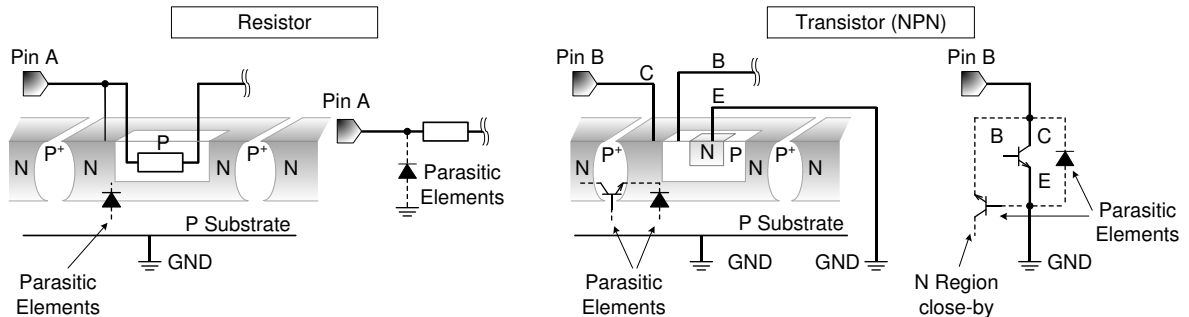 Resistor
Transistor (NPN)
Pin A
Pin A
N
P+
N
P
P+
N
N
Parasitic
Elements
P Substrate
GND
Parasitic
Elements
Pin B
C
B
E
N
P+
N
N
P
P+
N
N
P Substrate
GND
GND
Parasitic
Elements
Pin B
B
C
E
Parasitic
Elements
GND
N Region
close-by